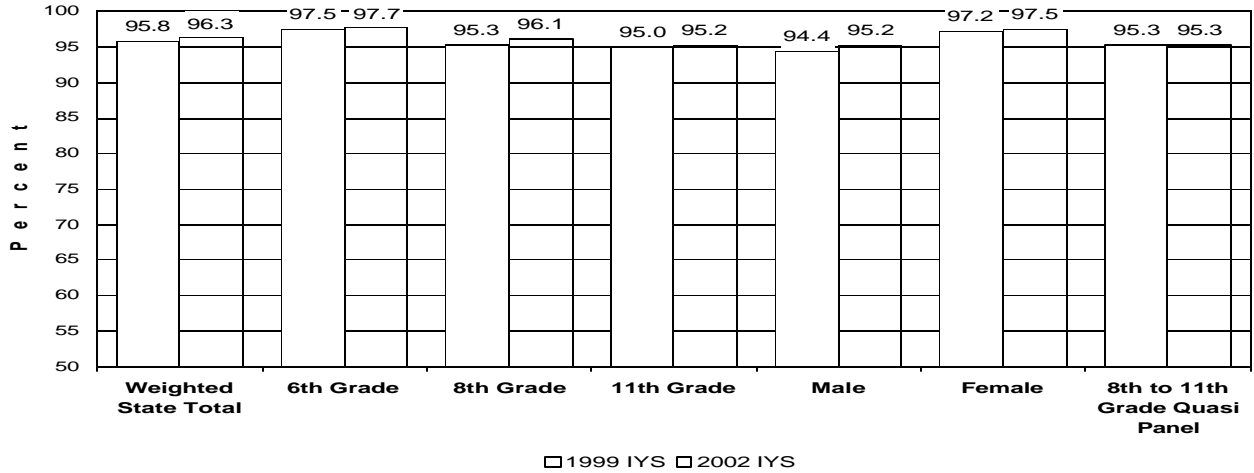 100
95
90
85
80
75
70
65
60
55
50
Percent
95.8 96.3 97.5 97.7 95.3 96.1 95.0 95.2 94.4 95.2 97.2 97.5 95.3 95.3
Weighted State Total
6th Grade
8th Grade
11th Grade
Male
Female
8th to 11th Grade Quasi Panel
1999 IYS 2002 IYS